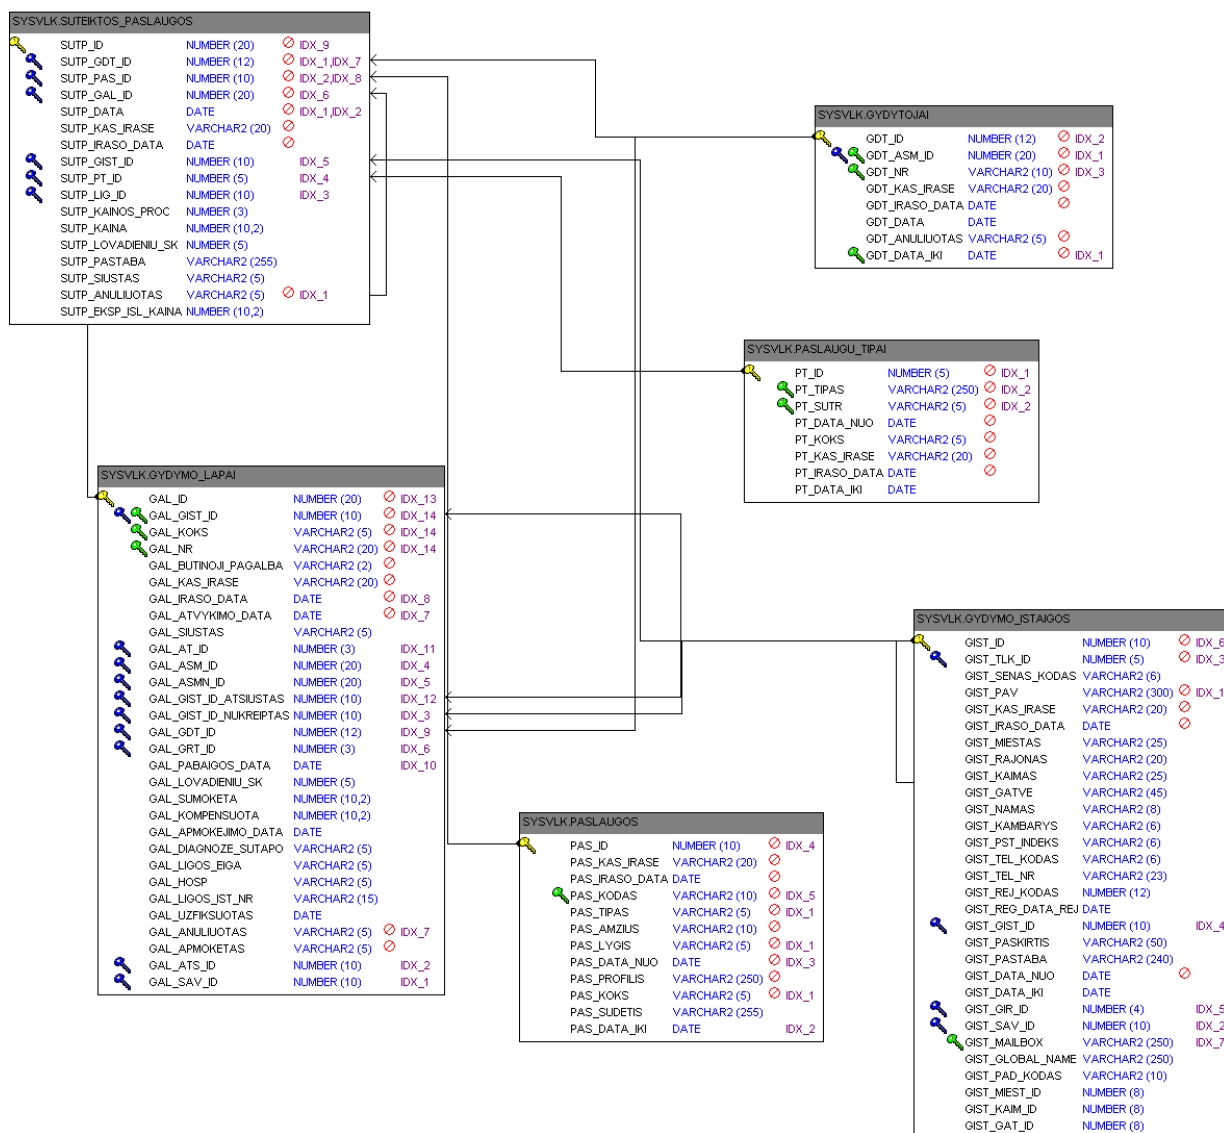 SYSVLK.SUTEIKTOS_PASLAUGOS
SUTP_ID NUMBER (20) IDX_9
SUTP_GDT_ID NUMBER (12) IDX_1,IDX_7
SUTP_PAS_ID NUMBER (10) IDX_2,IDX_8
SUTP_GAL_ID NUMBER (20) IDX_6
SUTP_DATA DATE IDX_1,IDX_2
SUTP_KAS_IRASE VARCHAR2 (20)
SUTP_IRASO_DATA DATE
SUTP_GIST_ID NUMBER (10) IDX_5
SUTP_PT_ID NUMBER (5) IDX_4
SUTP_LIG_ID NUMBER (10) IDX_3
SUTP_KAINOS_PROC NUMBER (3)
SUTP_KAINA NUMBER (10,2)
SUTP_LOVADIENIU_SK NUMBER (5)
SUTP_PASTABA VARCHAR2 (255)
SUTP_SIUSTAS VARCHAR2 (5)
SUTP_ANULIUOTAS VARCHAR2 (5) IDX_1
SUTP_EKSP_ISL_KAINA NUMBER (10,2)
SYSVLK.GYDYTOJAI
GDT_ID NUMBER (12) IDX_2
GDT_ASM_ID NUMBER (20) IDX_1
GDT_NR VARCHAR2 (10) IDX_3
GDT_KAS_IRASE VARCHAR2 (20)
GDT_IRASO_DATA DATE
GDT_DATA DATE
GDT_ANULIUOTAS VARCHAR2 (5)
GDT_DATA_IKI DATE IDX_1
SYSVLK.PASLAUGU_TIPAI
PT_ID NUMBER (5) IDX_1
PT_TIPAS VARCHAR2 (250) IDX_2
PT_SUTR VARCHAR2 (5) IDX_2
PT_DATA_NUO DATE
PT_KOKS VARCHAR2 (5)
PT_KAS_IRASE VARCHAR2 (20)
PT_IRASO_DATA DATE
PT_DATA_IKI DATE
SYSVLK.GYDYMO_LAPAI
GAL_ID NUMBER (20) IDX_13
GAL_GIST_ID NUMBER (10) IDX_14
GAL_KOKS VARCHAR2 (5) IDX_14
GAL_NR VARCHAR2 (20) IDX_14
GAL_BUTINOJI_PAGALBA VARCHAR2 (2)
GAL_KAS_IRASE VARCHAR2 (20)
GAL_IRASO_DATA DATE IDX_8
GAL_ATVYKIMO_DATA DATE IDX_7
GAL_SIUSTAS VARCHAR2 (5)
GAL_AT_ID NUMBER (3) IDX_11
GAL_ASM_ID NUMBER (20) IDX_4
GAL_ASMN_ID NUMBER (20) IDX_5
GAL_GIST_ID_ATSIUSTAS NUMBER (10) IDX_12
GAL_GIST_ID_NUKREIPTAS NUMBER (10) IDX_3
GAL_GDT_ID NUMBER (12) IDX_9
GAL_GRT_ID NUMBER (3) IDX_6
GAL_PABAIGOS_DATA DATE IDX_10
GAL_LOVADIENIU_SK NUMBER (5)
GAL_SUMOKETA NUMBER (10,2)
GAL_KOMPENSUOTA NUMBER (10,2)
GAL_APMOKEJIMO_DATA DATE
GAL_DIAGNOZE_SUTAPO VARCHAR2 (5)
GAL_LIGOS_EIGA VARCHAR2 (5)
GAL_HOSP VARCHAR2 (5)
GAL_LIGOS_IST_NR VARCHAR2 (15)
GAL_UZFIKSUOTAS DATE
GAL_ANULIUOTAS VARCHAR2 (5) IDX_7
GAL_APMOKETAS VARCHAR2 (5)
GAL_ATS_ID NUMBER (10) IDX_2
GAL_SAV_ID NUMBER (10) IDX_1
SYSVLK.PASLAUGOS
PAS_ID NUMBER (10) IDX_4
PAS_KAS_IRASE VARCHAR2 (20)
PAS_IRASO_DATA DATE
PAS_KODAS VARCHAR2 (10) IDX_5
PAS_TIPAS VARCHAR2 (5) IDX_1
PAS_AMZIUS VARCHAR2 (10)
PAS_LYGIS VARCHAR2 (5) IDX_1
PAS_DATA_NUO DATE IDX_3
PAS_PROFILIS VARCHAR2 (250)
PAS_KOKS VARCHAR2 (5) IDX_1
PAS_SUDETIS VARCHAR2 (255)
PAS_DATA_IKI DATE IDX_2
SYSVLK.GYDYMO_ISTAIGOS
GIST_ID NUMBER (10) IDX_6
GIST_TLK_ID NUMBER (5) IDX_3
GIST_SENAS_KODAS VARCHAR2 (6)
GIST_PAV VARCHAR2 (300) IDX_1
GIST_KAS_IRASE VARCHAR2 (20)
GIST_IRASO_DATA DATE
GIST_MIESTAS VARCHAR2 (25)
GIST_RAJONAS VARCHAR2 (20)
GIST_KAIMAS VARCHAR2 (25)
GIST_GATVE VARCHAR2 (45)
GIST_NAMAS VARCHAR2 (8)
GIST_KAMBARYS VARCHAR2 (6)
GIST_PST_INDEKS VARCHAR2 (6)
GIST_TEL_KODAS VARCHAR2 (6)
GIST_TEL_NR VARCHAR2 (23)
GIST_REJ_KODAS NUMBER (12)
GIST_REG_DATA_REJ DATE
GIST_GIST_ID NUMBER (10) IDX_4
GIST_PASKIRTIS VARCHAR2 (50)
GIST_PASTABA VARCHAR2 (240)
GIST_DATA_NUO DATE
GIST_DATA_IKI DATE
GIST_GIR_ID NUMBER (4) IDX_5
GIST_SAV_ID NUMBER (10) IDX_2
GIST_MAILBOX VARCHAR2 (250) IDX_7
GIST_GLOBAL_NAME VARCHAR2 (250)
GIST_PAD_KODAS VARCHAR2 (10)
GIST_MIEST_ID NUMBER (8)
GIST_KAIM_ID NUMBER (8)
GIST_GAT_ID NUMBER (8)